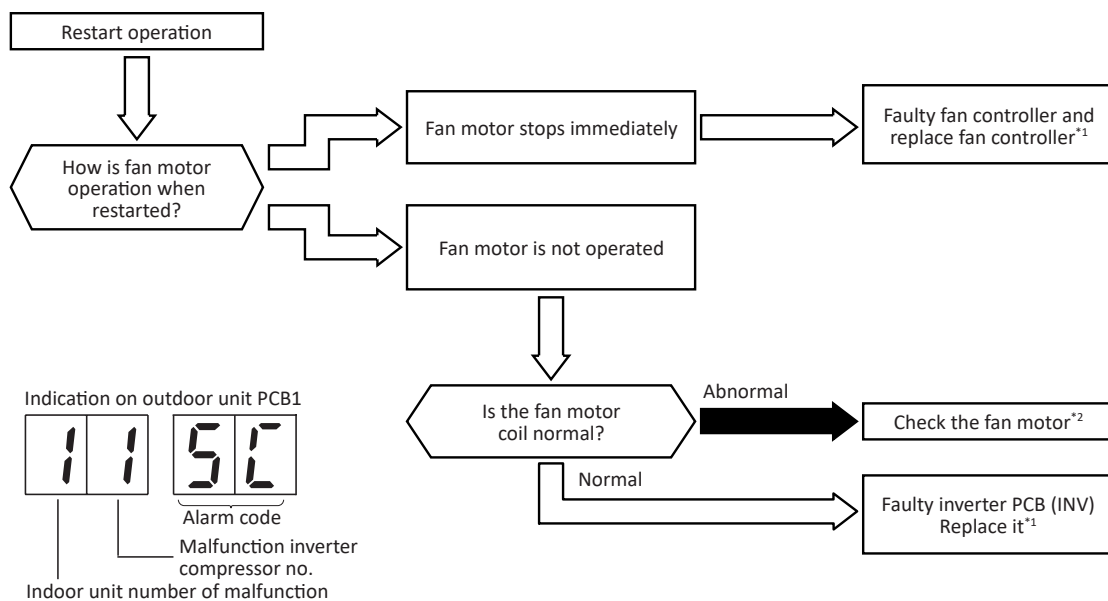 Restart operation
How is fan motor
operation when
restarted?
Fan motor stops immediately
Faulty fan controller and
replace fan controller*1
Fan motor is not operated
Is the fan motor
coil normal?
Abnormal
Check the fan motor*2
Normal
Faulty inverter PCB (INV)
Replace it*1
Indication on outdoor unit PCB1
11 5C
Alarm code
Malfunction inverter
compressor no.
Indoor unit number of malfunction